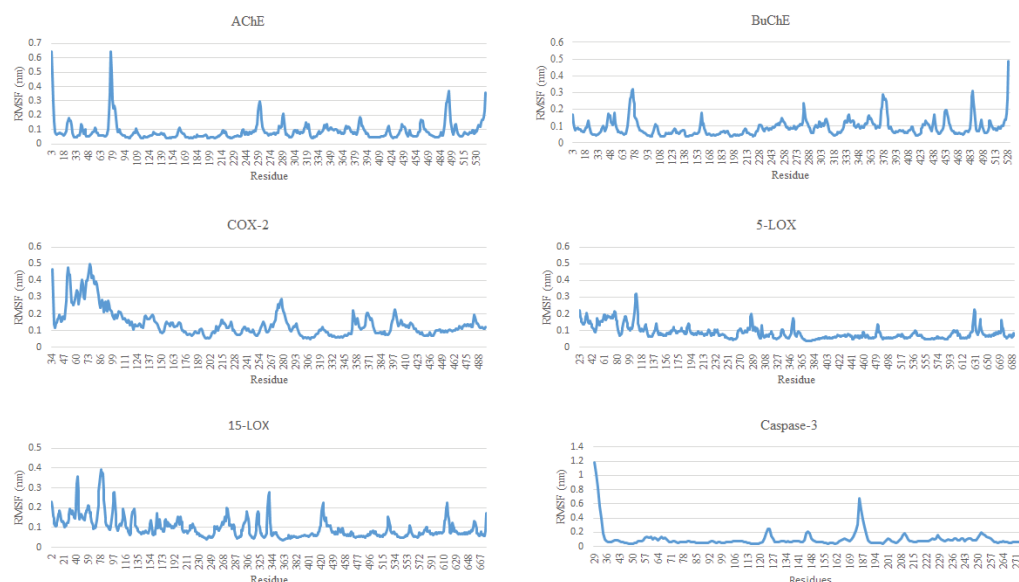 AChE
0.7
0.6
0.5
0.4
0.3
0.2
0.1
0
RMSF (nm)
3 18 33 48 63 79 94 109 124 139 154 169 184 199 214 229 244 259 274 289 304 319 334 349 364 379 394 409 424 439 454 469 484 499 515 530
Residue
BuChE
0.6
0.5
0.4
0.3
0.2
0.1
0
RMSF (nm)
3 18 33 48 63 78 93 108 123 138 153 168 183 198 213 228 243 258 273 288 303 318 333 348 363 378 393 408 423 438 453 468 483 498 513 528
Residue
COX-2
0.6
0.5
0.4
0.3
0.2
0.1
0
RMSF (nm)
34 47 60 73 86 99 111 124 137 150 163 176 189 202 215 228 241 254 267 280 293 306 319 332 345 358 371 384 397 410 423 436 449 462 475 488
Residue
5-LOX
0.6
0.5
0.4
0.3
0.2
0.1
0
RMSF (nm)
23 42 61 80 99 118 137 156 175 194 213 232 251 270 289 308 327 346 365 384 403 422 441 460 479 498 517 536 555 574 593 612 631 650 669 688
Residue
15-LOX
0.5
0.4
0.3
0.2
0.1
0
RMSF (nm)
2 21 40 59 78 97 116 135 154 173 192 211 230 249 268 287 306 325 344 363 382 401 420 439 458 477 496 515 534 553 572 591 610 629 648 667
Residue
Caspase-3
1.4
1.2
1
0.8
0.6
0.4
0.2
0
RMSF (nm)
29 36 43 50 57 64 71 78 85 92 99 106 113 120 127 134 141 148 155 162 169 187 194 201 208 215 222 229 236 243 250 257 264
Residues